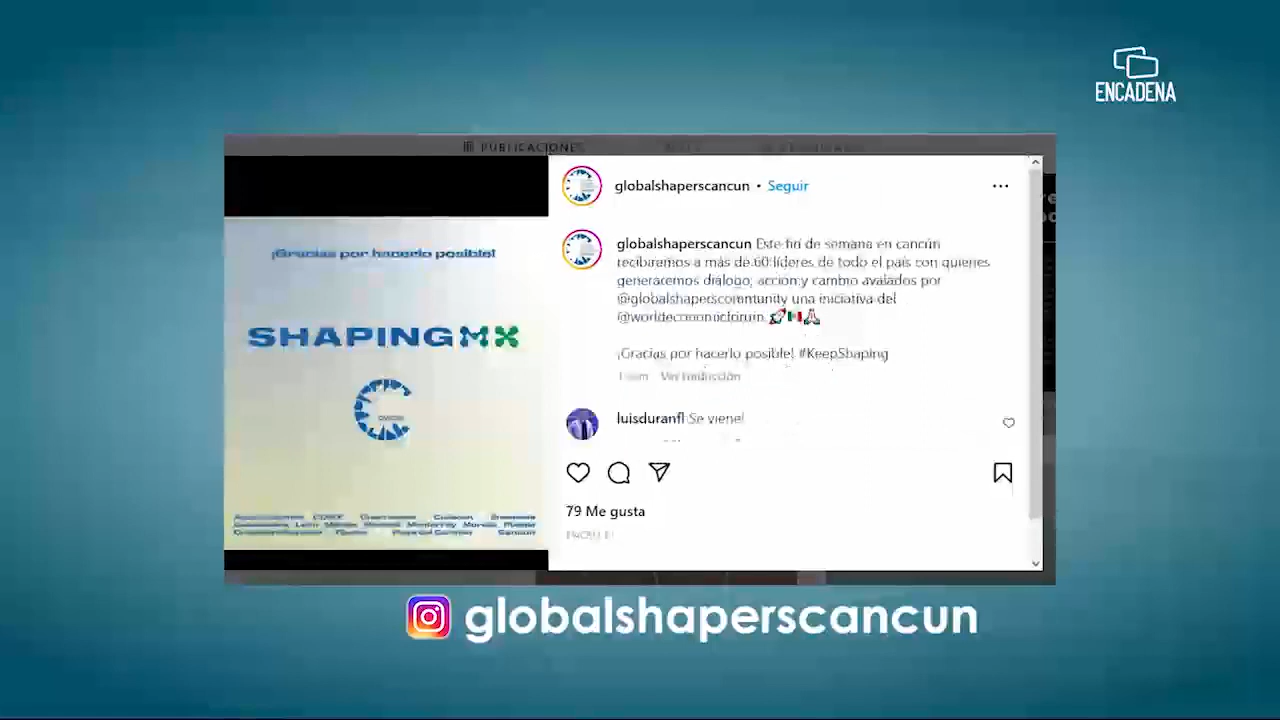 ENCADENA
PUBLICACIONES
globalshaperscancun • Seguir
¡Gracias por hacerlo posible!
SHAPINGMX
globalshaperscancun Este fin de semana en cancún
recibiremos a más de 60 líderes de todo el país con quienes
generaremos diálogo, acción y cambio avalados por
@globalshaperscommunity una iniciativa del
@worldeconomicforum 🚀🇲🇽🙏🏻
¡Gracias por hacerlo posible! #KeepShaping
Ver traducción
luisduranfl Se viene!
79 Me gusta
globalshaperscancun